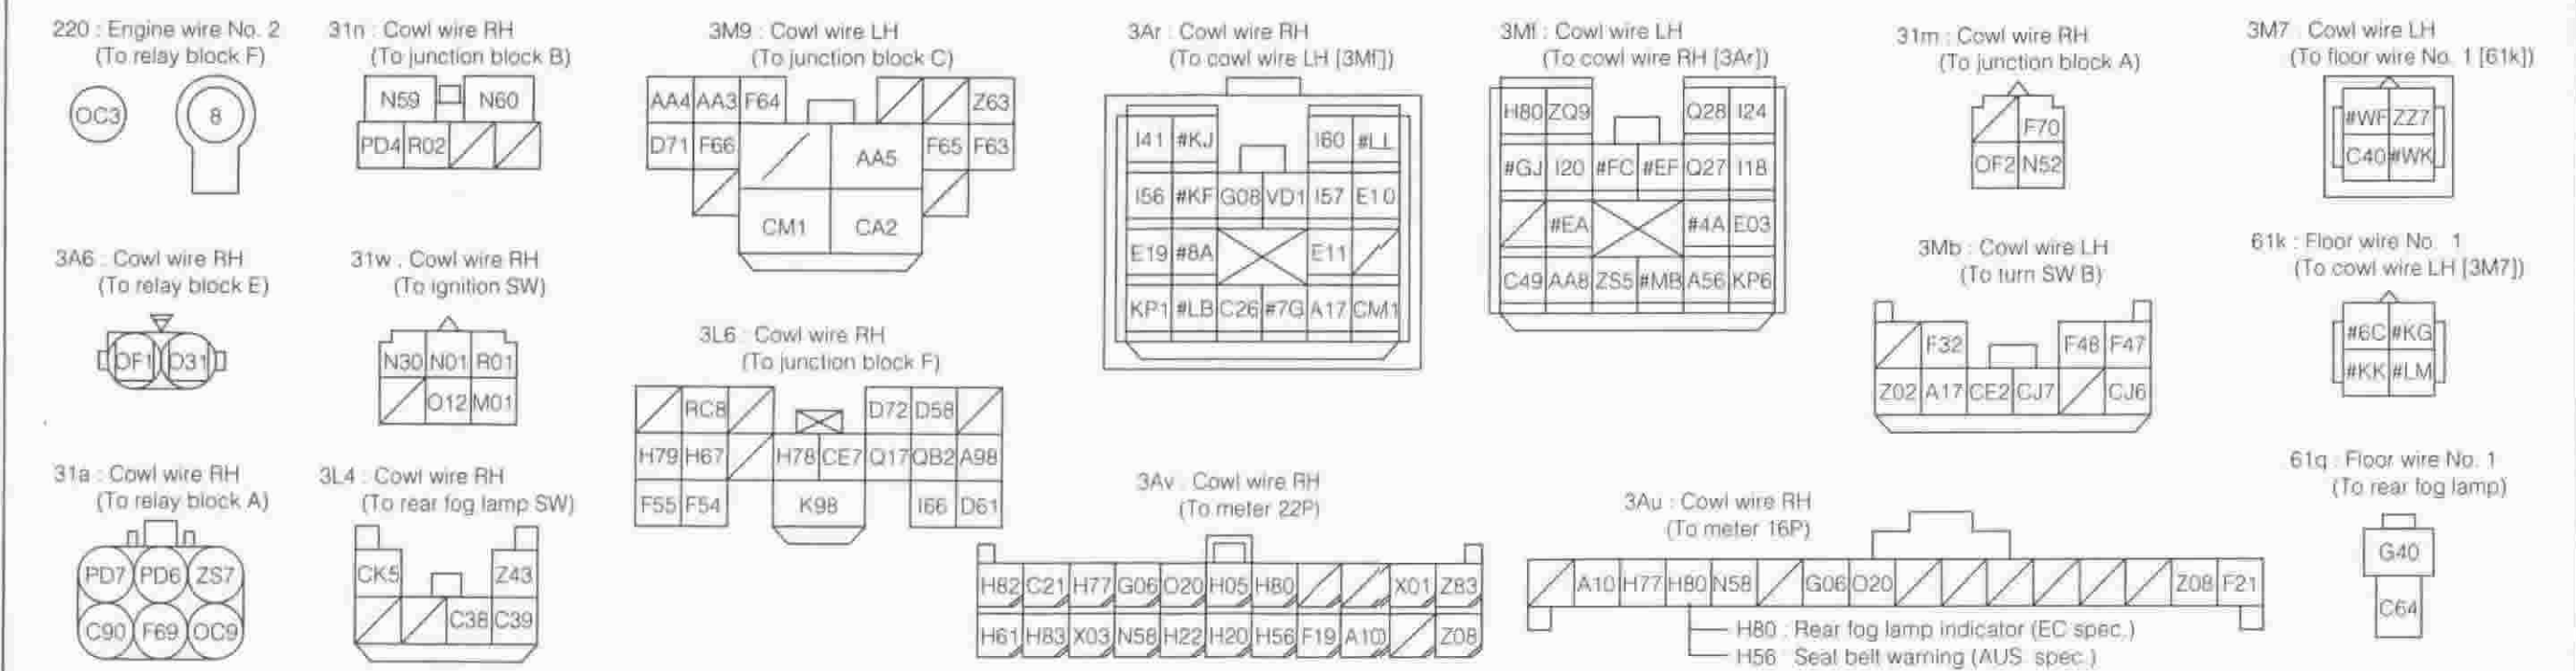 220 : Engine wire No. 2
(To relay block F)
OC3
8
31n : Cowl wire RH
(To junction block B)
N59 N60
PD4 R02
3M9 : Cowl wire LH
(To junction block C)
AA4 AA3 F64 Z63
D71 F66 AA5 F65 F63
CM1 CA2
3Ar : Cowl wire RH
(To cowl wire LH [3Mf])
I41 #KJ I60 #LL
I56 #KF G08 VD1 I57 E10
E19 #8A E11
KP1 #LB C26 #7G A17 CM1
3Mf : Cowl wire LH
(To cowl wire RH [3Ar])
H80 ZQ9 Q28 I24
#GJ I20 #FC #EF Q27 I18
#EA #4A E03
C49 AA8 ZS5 #MB A56 KP6
31m : Cowl wire RH
(To junction block A)
F70
OF2 N52
3M7 : Cowl wire LH
(To floor wire No. 1 [61k])
#WF ZZ7
C40 #WK
3A6 : Cowl wire RH
(To relay block E)
OF1 O31
31w : Cowl wire RH
(To ignition SW)
N30 N01 R01
O12 M01
3L6 : Cowl wire RH
(To junction block F)
RC8 D72 D58
H79 H67 H78 CE7 Q17 QB2 A98
F55 F54 K98 I66 D61
3Mb : Cowl wire LH
(To turn SW B)
F32 F48 F47
Z02 A17 CE2 CJ7 CJ6
61k : Floor wire No. 1
(To cowl wire LH [3M7])
#6C #KG
#KK #LM
31a : Cowl wire RH
(To relay block A)
PD7 PD6 ZS7
C90 F69 OC9
3L4 : Cowl wire RH
(To rear fog lamp SW)
CK5 Z43
C38 C39
3Av : Cowl wire RH
(To meter 22P)
H82 C21 H77 G06 O20 H05 H80 X01 Z83
H61 H83 X03 N58 H22 H20 H56 F19 A10 Z08
3Au : Cowl wire RH
(To meter 16P)
A10 H77 H80 N58 G06 O20 Z08 F21
H80 : Rear fog lamp indicator (EC spec.)
H56 : Seal belt warning (AUS. spec.)
61q : Floor wire No. 1
(To rear fog lamp)
G40
C64